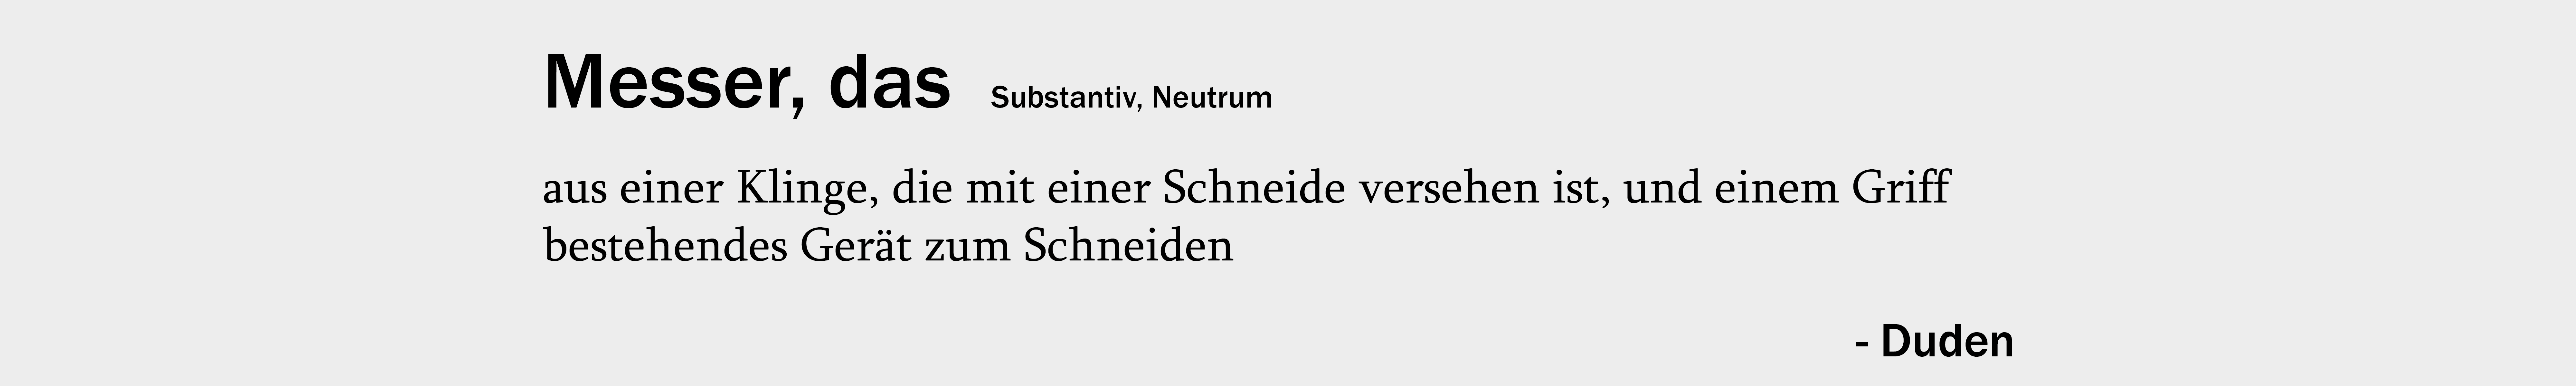 Messer, das Substantiv, Neutrum
aus einer Klinge, die mit einer Schneide versehen ist, und einem Griff
bestehendes Gerät zum Schneiden
- Duden